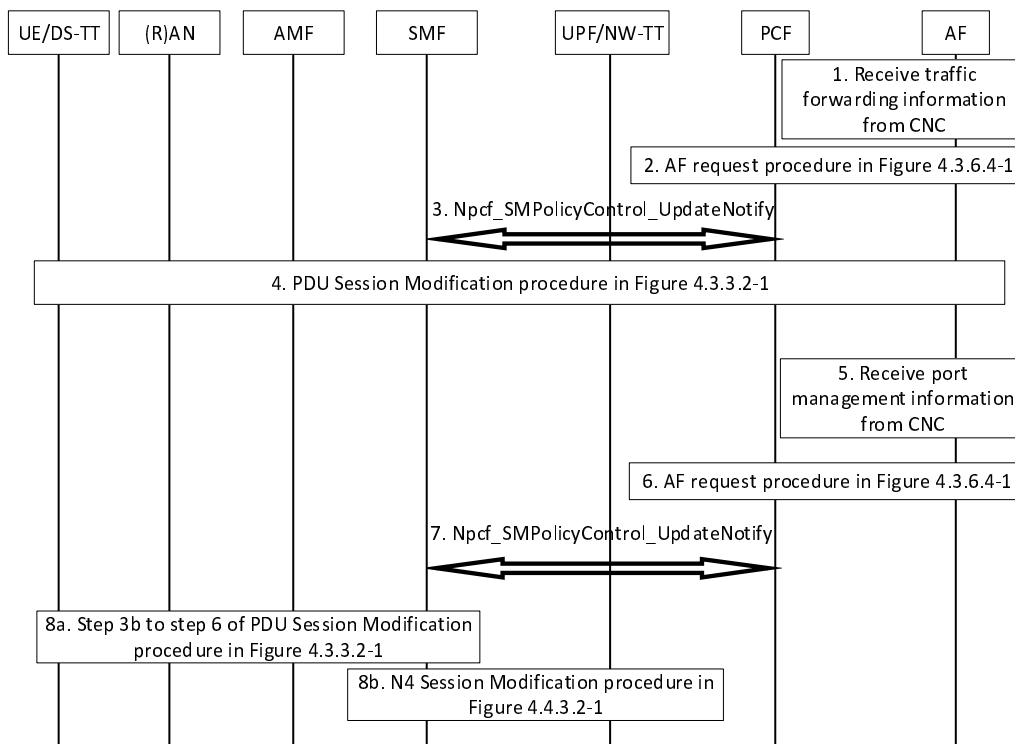 UE/DS-TT
(R)AN
AMF
SMF
UPF/NW-TT
PCF
AF
1. Receive traffic
forwarding information
from CNC
2. AF request procedure in Figure 4.3.6.4-1
3. Npcf_SMPolicyControl_UpdateNotify
4. PDU Session Modification procedure in Figure 4.3.3.2-1
5. Receive port
management information
from CNC
6. AF request procedure in Figure 4.3.6.4-1
7. Npcf_SMPolicyControl_UpdateNotify
8a. Step 3b to step 6 of PDU Session Modification
procedure in Figure 4.3.3.2-1
8b. N4 Session Modification procedure in
Figure 4.4.3.2-1